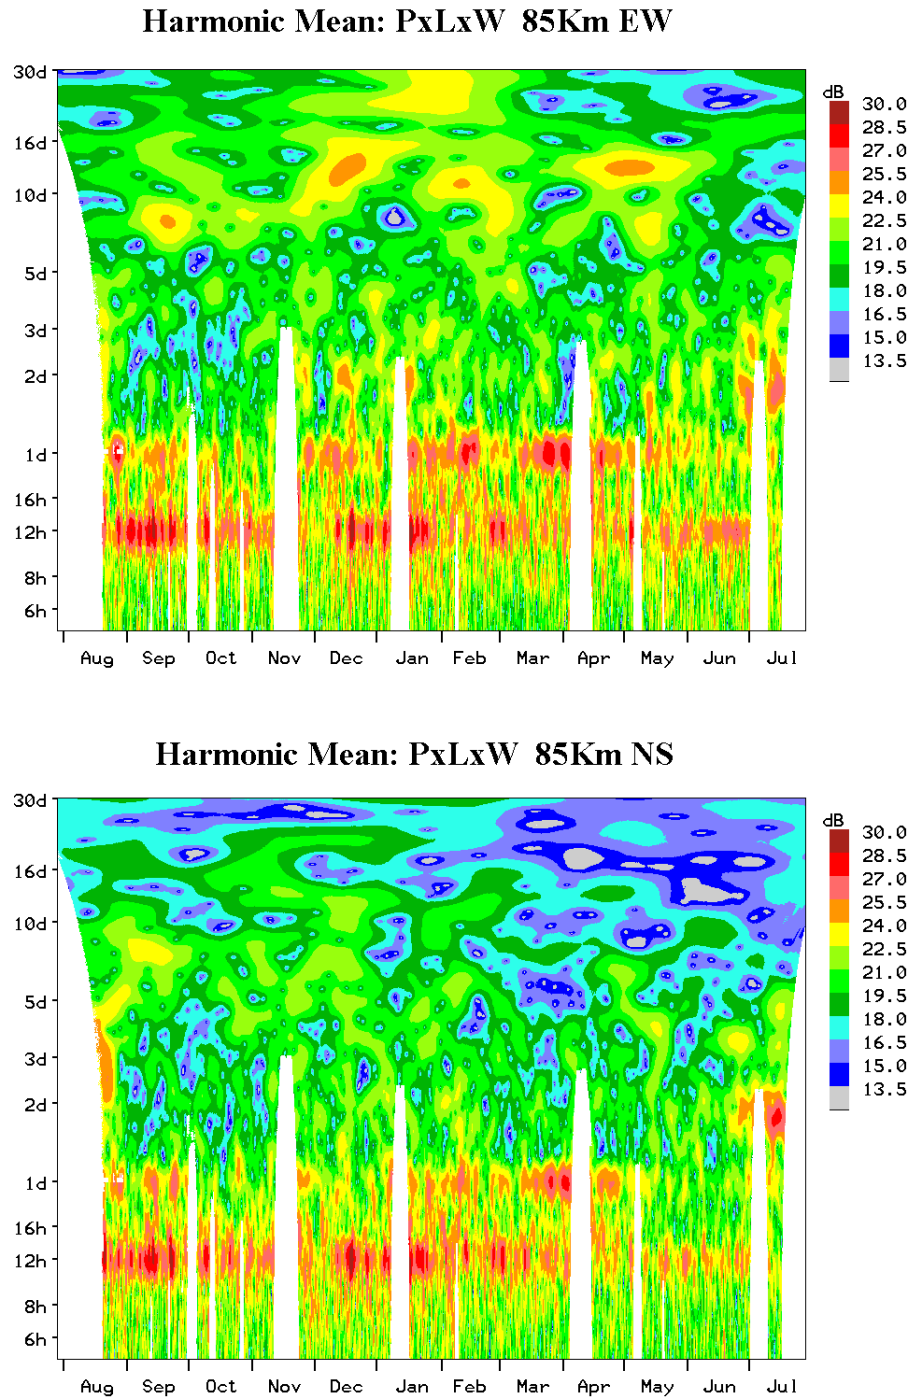 Harmonic Mean: PxLxW 85Km EW
30d
16d
10d
5d
3d
2d
1d
16h
12h
8h
6h
Aug Sep Oct Nov Dec Jan Feb Mar Apr May Jun Jul
dB
30.0
28.5
27.0
25.5
24.0
22.5
21.0
19.5
18.0
16.5
15.0
13.5
Harmonic Mean: PxLxW 85Km NS
30d
16d
10d
5d
3d
2d
1d
16h
12h
8h
6h
Aug Sep Oct Nov Dec Jan Feb Mar Apr May Jun Jul
dB
30.0
28.5
27.0
25.5
24.0
22.5
21.0
19.5
18.0
16.5
15.0
13.5